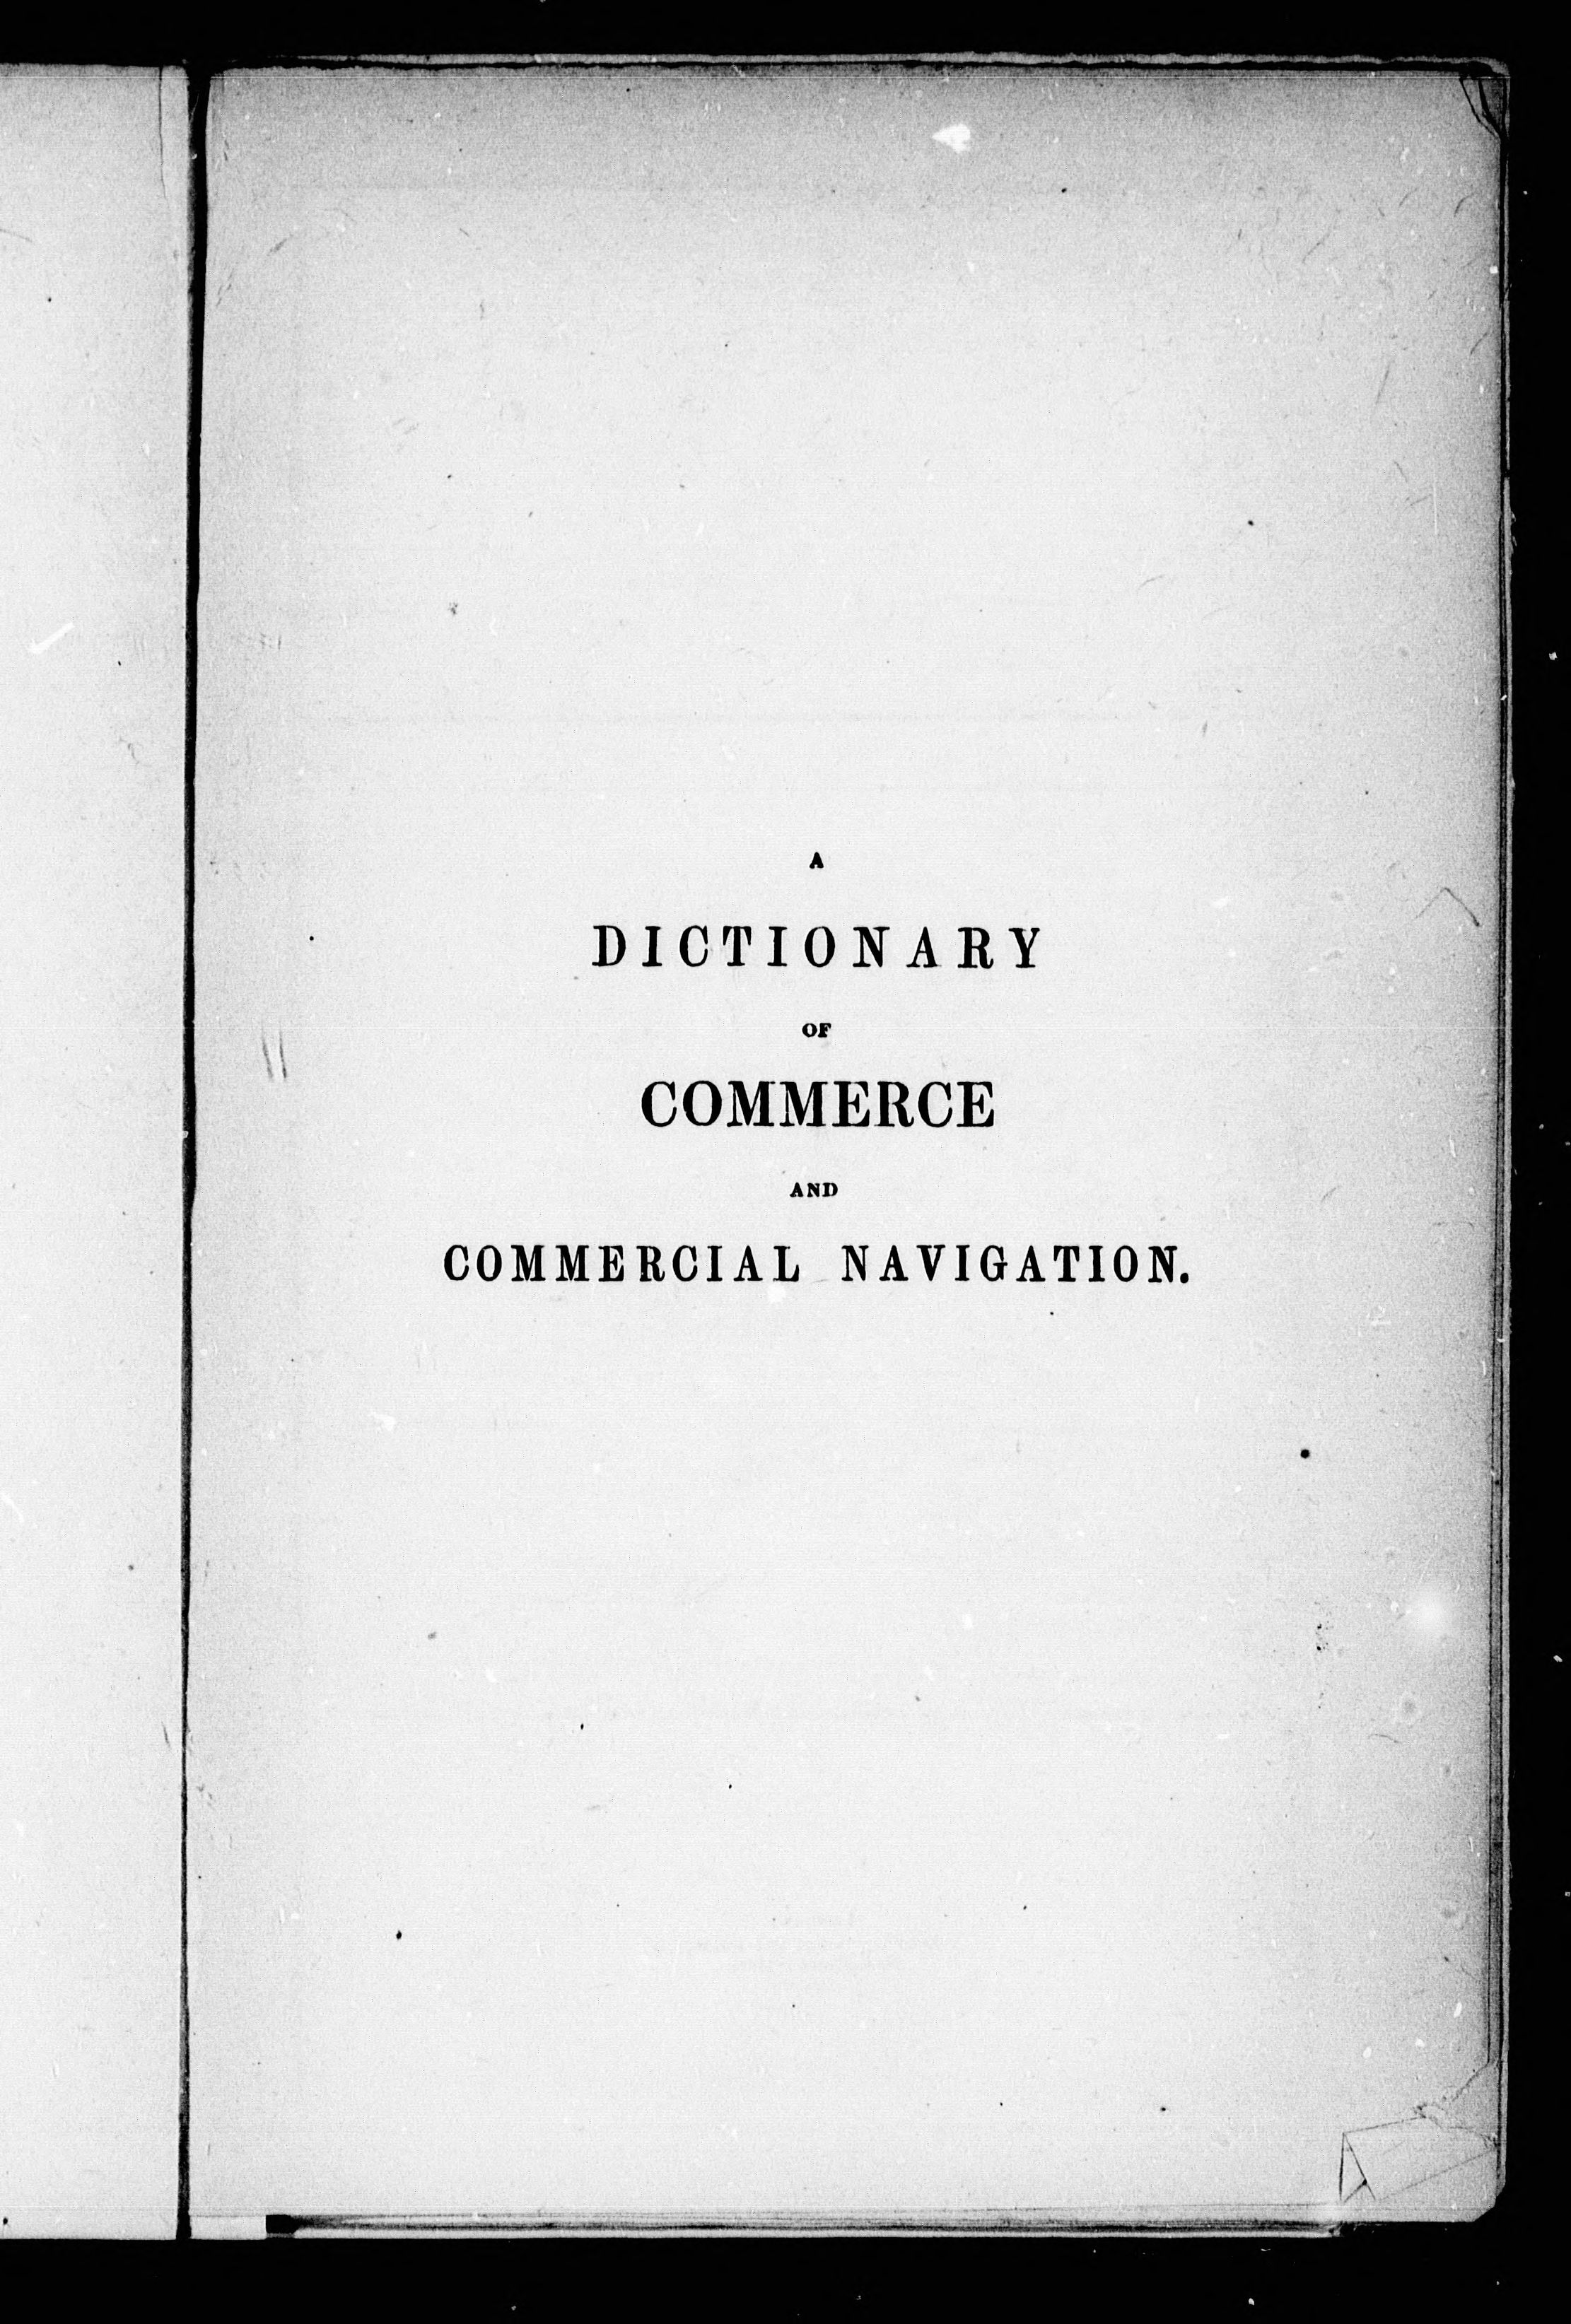 A
DICTIONARY
OF
COMMERCE
AND
COMMERCIAL NAVIGATION.